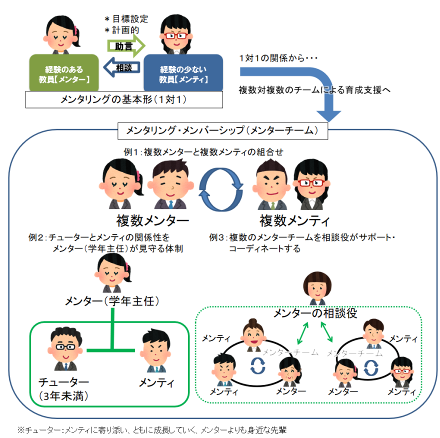 ＊目標設定
＊計画的
助言
相談
経験のある
教員【メンター】
経験の少ない
教員【メンティ】
メンタリングの基本形（1対1）
1対1の関係から・・・
複数対複数のチームによる育成支援へ
メンタリング・メンバーシップ（メンターチーム）
例1：複数メンターと複数メンティの組合せ
複数メンター
複数メンティ
例2：チューターとメンティの関係性を
メンター（学年主任）が見守る体制
メンター（学年主任）
チューター
（3年未満）
メンティ
例3：複数のメンターチームを相談役がサポート・
コーディネートする
メンターの相談役
メンティ
メンターチーム
メンティ
メンター
メンティ
メンターチーム
メンター
メンティ
※チューター：メンティに寄り添い、ともに成長していく、メンターよりも身近な先輩